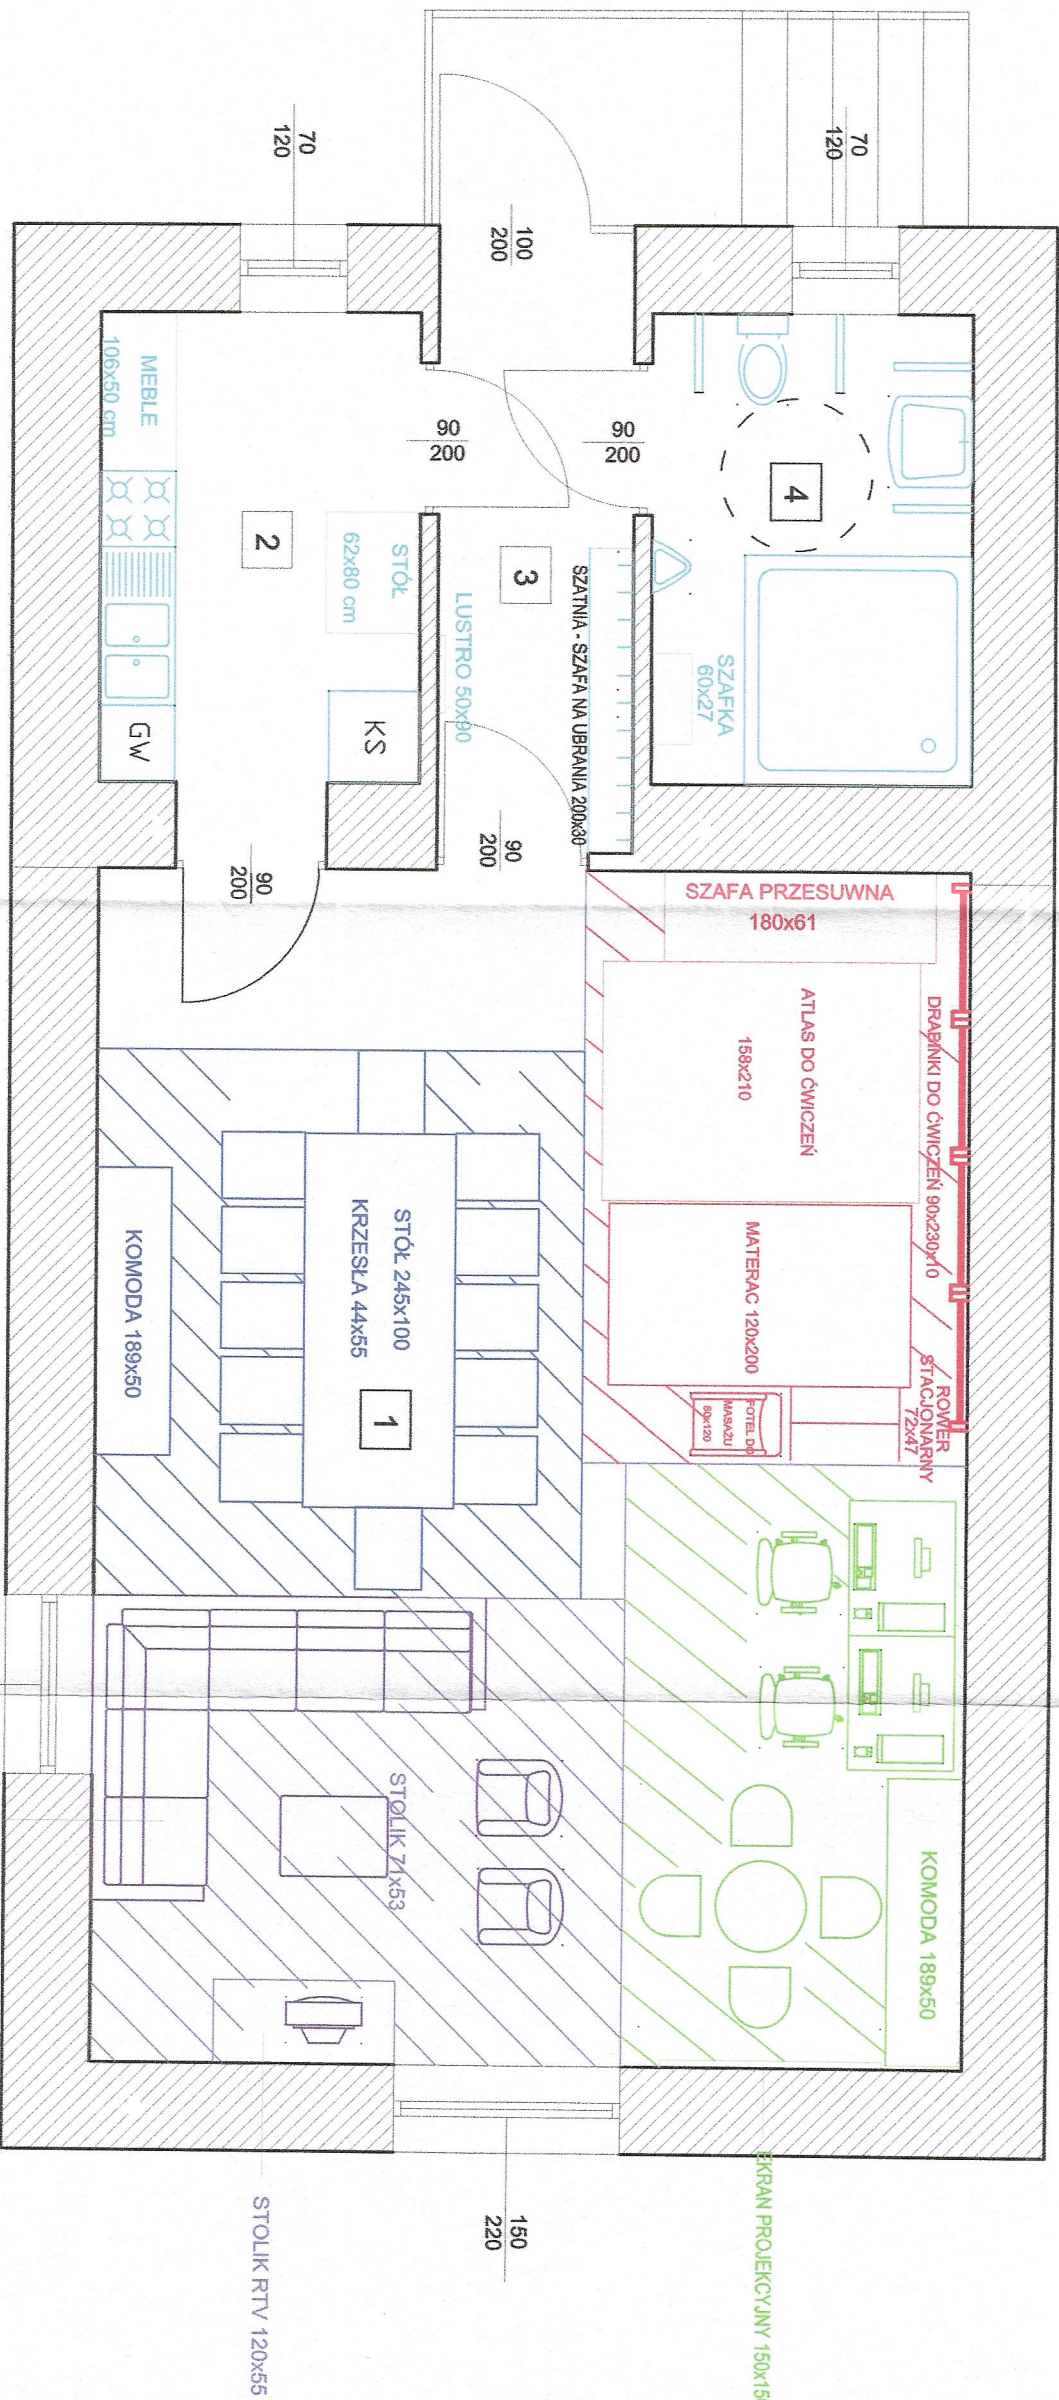 70
120
70
120
100
200
MEBLE
106x50 cm
90
200
90
200
4
2
STÓŁ
62x80 cm
3
LUSTRO 50x90
SZATNIA - SZAFA NA UBRANIA 200x30
SZAFKA
60x27
GW
KS
90
200
90
200
SZAFA PRZESUWNA
180x61
ATLAS DO ĆWICZEŃ
158x210
DRABINKI DO ĆWICZEŃ 90x230x10
MATERAC 120x200
ROWER
STACJONARNY
72x47
FOTEL DO
MASAŻU
80x120
STÓŁ 245x100
KRZESŁA 44x55
1
KOMODA 189x50
STOLIK 71x53
KOMODA 189x50
150
220
STOLIK RTV 120x55
EKRAN PROJEKCYJNY